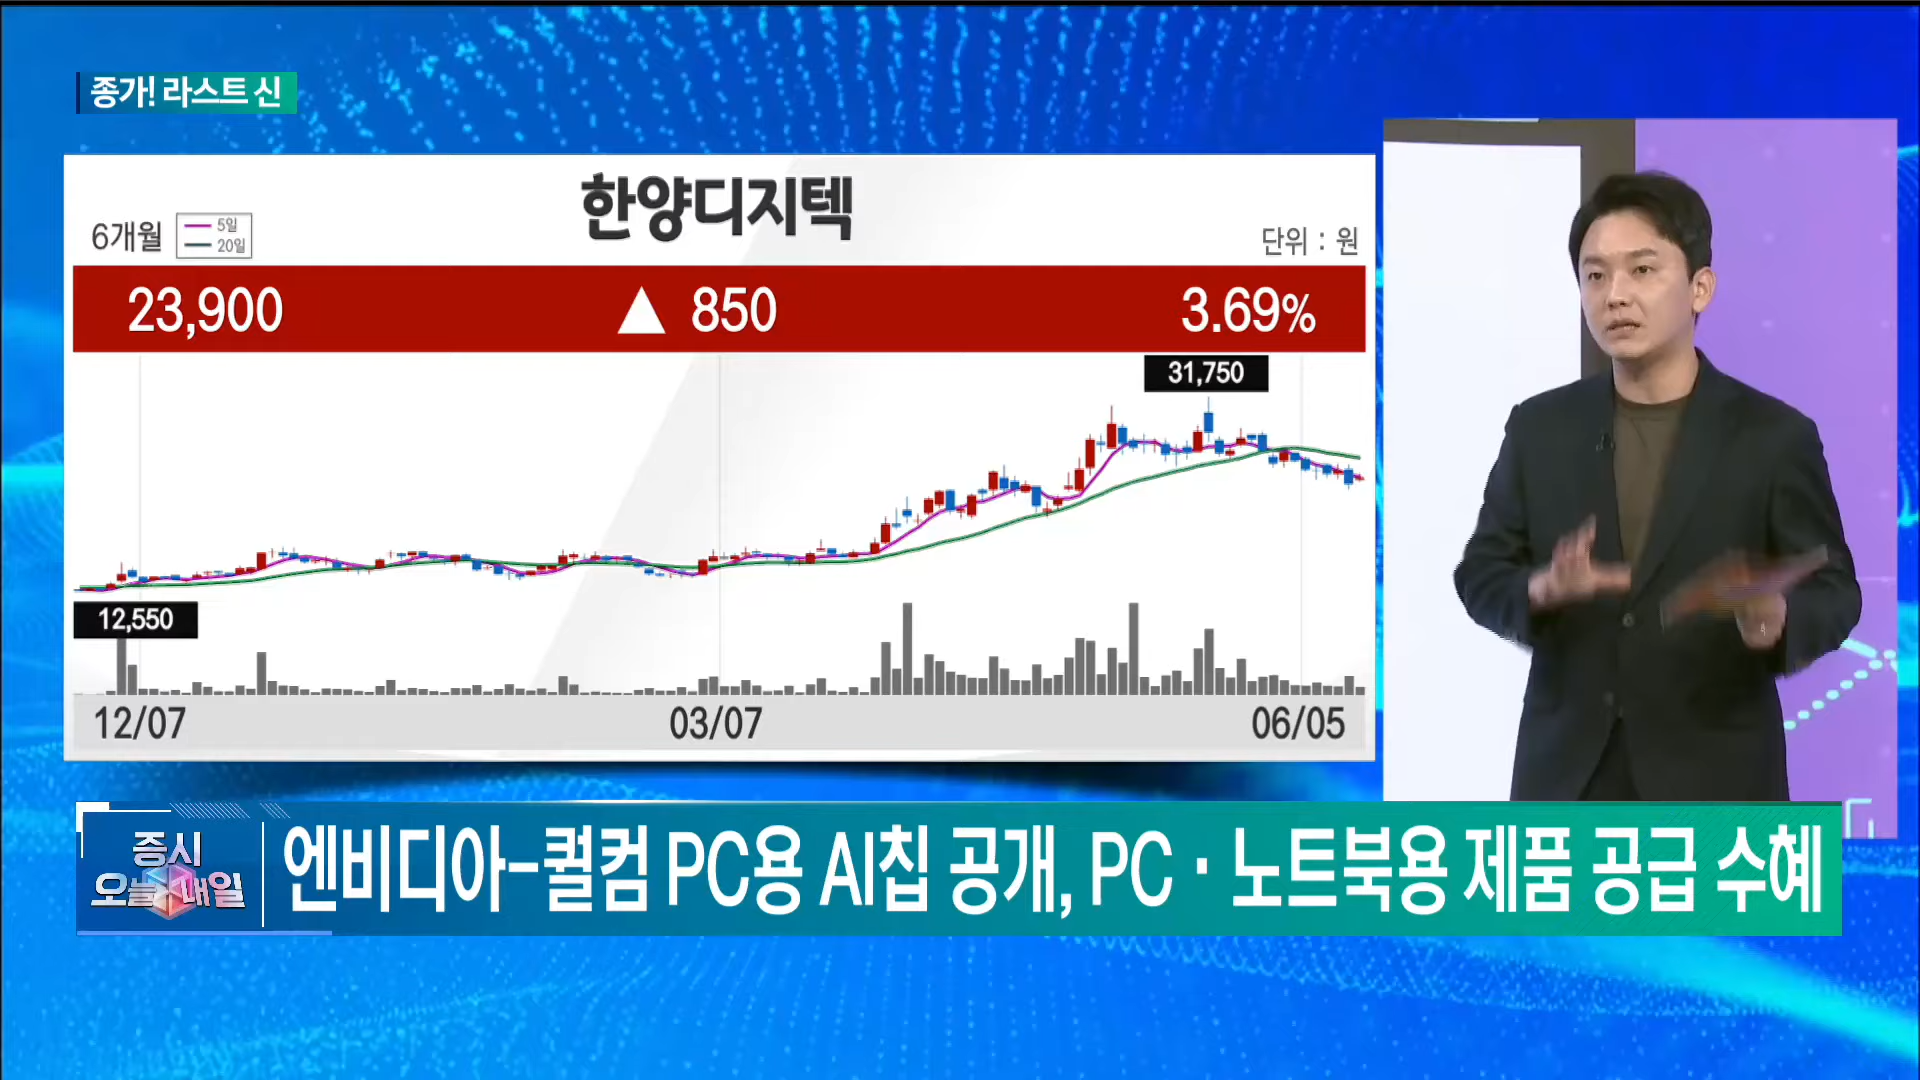 종가! 라스트 신
한양디지텍
6개월
5일
20일
단위 : 원
23,900 ▲ 850 3.69%
31,750
12,550
12/07 03/07 06/05
증시
오늘 내일
엔비디아-퀄컴 PC용 AI칩 공개, PC · 노트북용 제품 공급 수혜